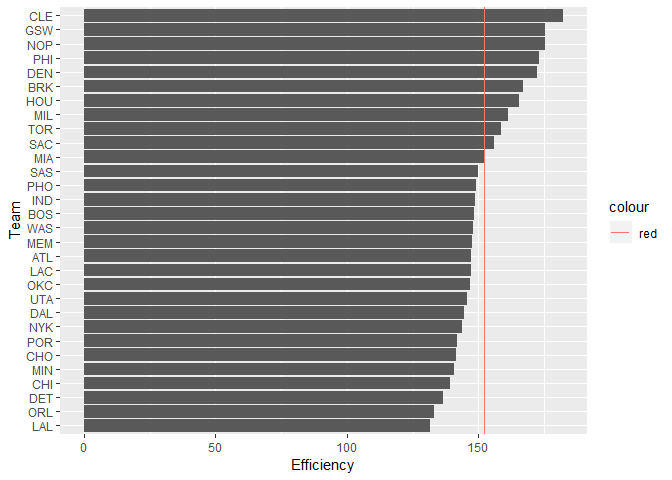 CLE
GSW
NOP
PHI
DEN
BRK
HOU
MIL
TOR
SAC
MIA
SAS
PHO
IND
BOS
WAS
MEM
ATL
LAC
OKC
UTA
DAL
NYK
POR
CHO
MIN
CHI
DET
ORL
LAL
Team
0 50 100 150
Efficiency
colour
red